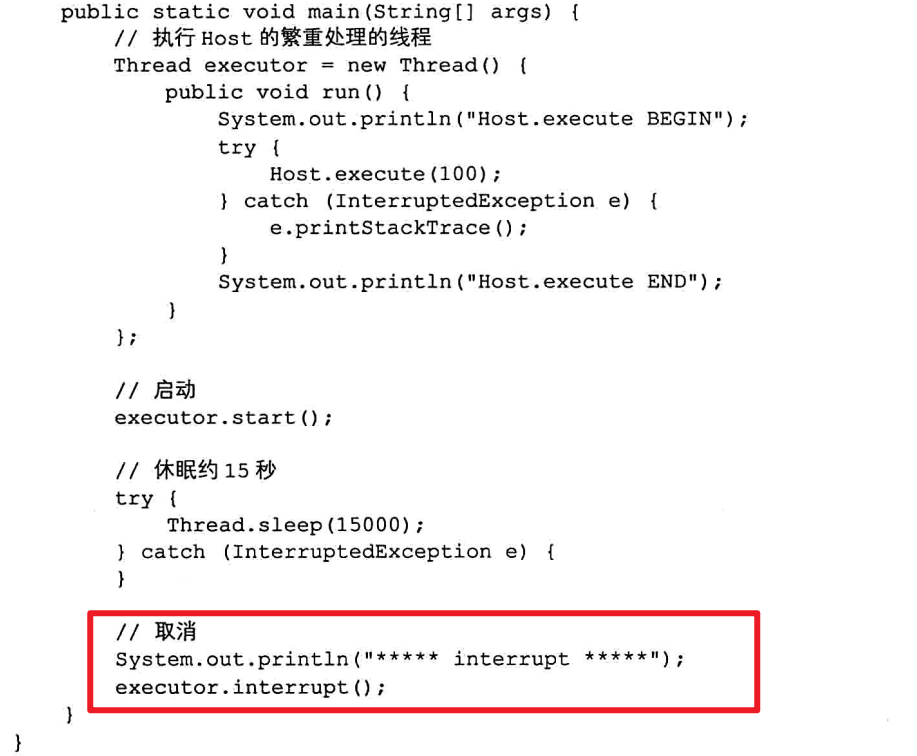 public static void main(String[] args) {
    // 执行 Host 的繁重处理的线程
    Thread executor = new Thread() {
        public void run() {
            System.out.println("Host.execute BEGIN");
            try {
                Host.execute(100);
            } catch (InterruptedException e) {
                e.printStackTrace();
            }
            System.out.println("Host.execute END");
        }
    };
    // 启动
    executor.start();
    // 休眠约 15 秒
    try {
        Thread.sleep(15000);
    } catch (InterruptedException e) {
    }
    // 取消
    System.out.println("***** interrupt *****");
    executor.interrupt();
}
}